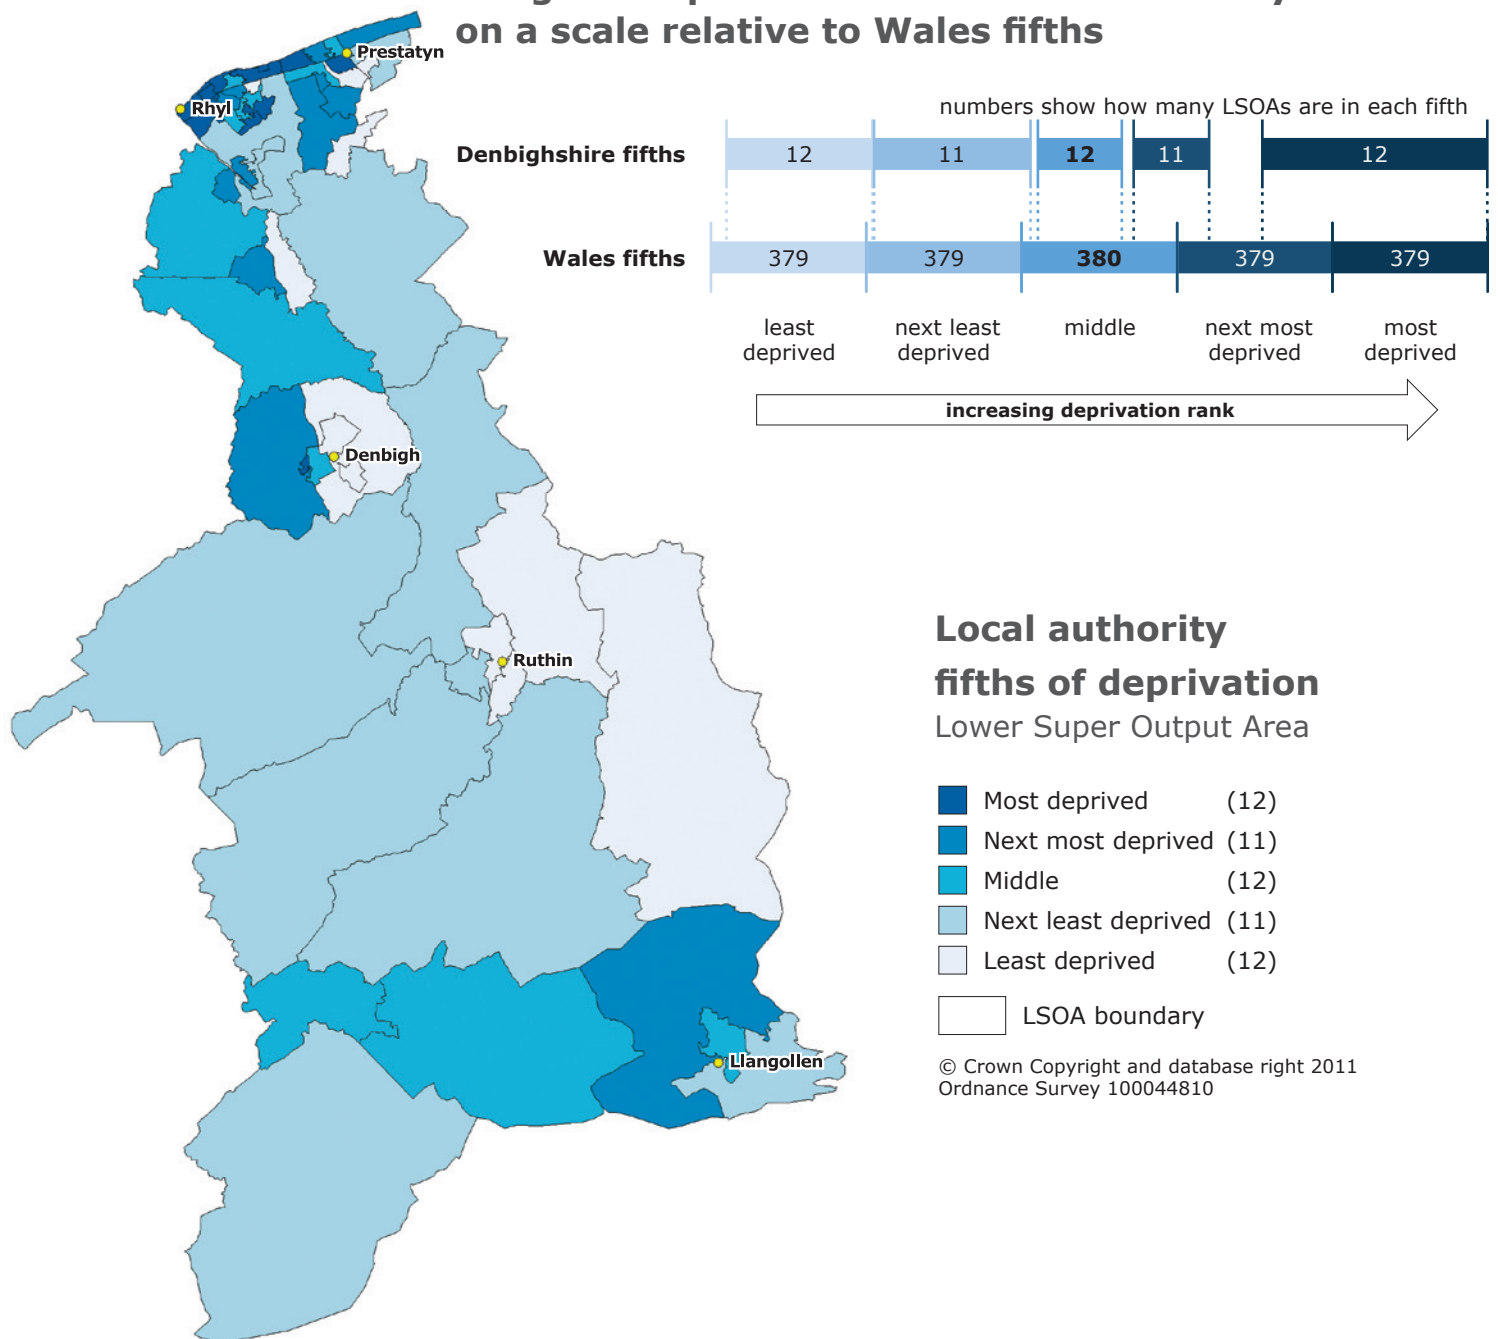 on a scale relative to Wales fifths
numbers show how many LSOAs are in each fifth
Denbighshire fifths
12
11
12
11
12
Wales fifths
379
379
380
379
379
least
deprived
next least
deprived
middle
next most
deprived
most
deprived
increasing deprivation rank
Prestatyn
Rhyl
Denbigh
Ruthin
Llangollen
Local authority
fifths of deprivation
Lower Super Output Area
Most deprived (12)
Next most deprived (11)
Middle (12)
Next least deprived (11)
Least deprived (12)
LSOA boundary
© Crown Copyright and database right 2011
Ordnance Survey 100044810